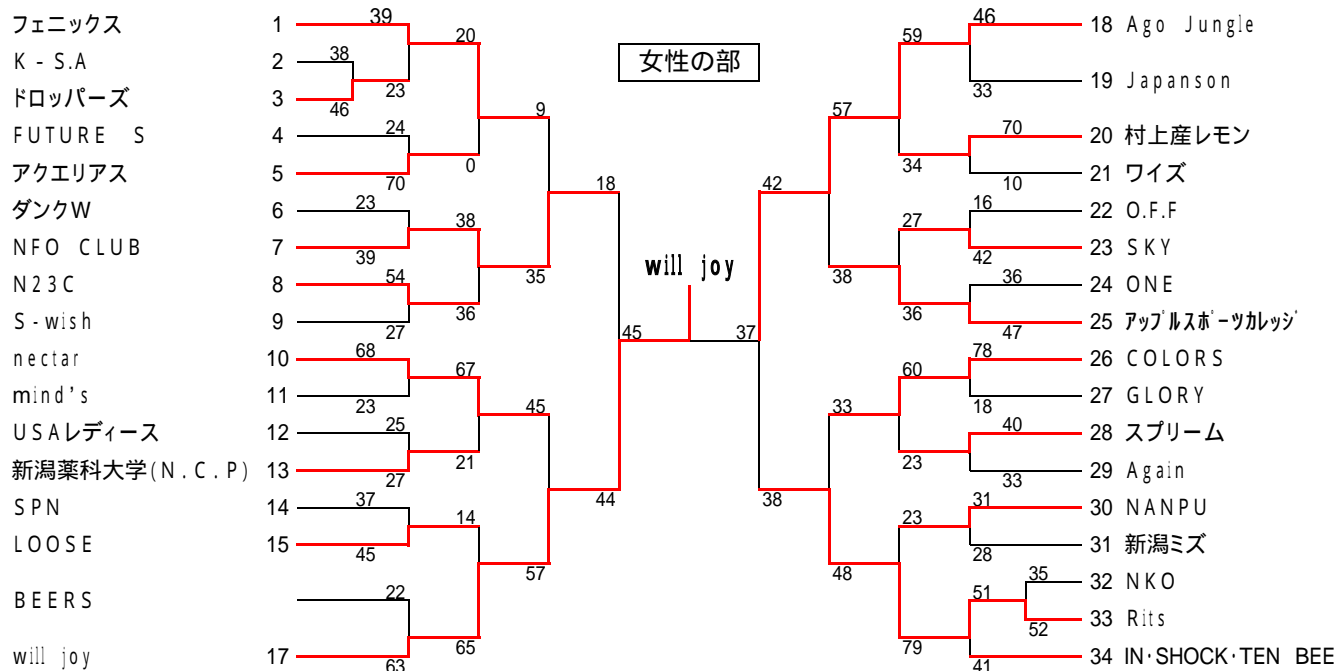 女性の部
will joy
フェニックス 1
K-S.A 2
ドロッパーズ 3
FUTURE S 4
アクエリアス 5
ダンクW 6
NFO CLUB 7
N23C 8
S-wish 9
nectar 10
mind's 11
USAレディース 12
新潟薬科大学(N.C.P) 13
SPN 14
LOOSE 15
BEERS
will joy 17
39
38
46
23
24
70
23
39
54
27
68
23
25
27
37
45
22
63
20
0
38
36
67
21
14
65
9
35
45
57
18
44
45
37
42
38
57
38
33
48
59
34
27
36
60
23
23
79
46
33
70
10
16
42
36
47
78
18
40
33
31
28
51
41
35
52
18 Ago Jungle
19 Japanson
20 村上産レモン
21 ワイズ
22 O.F.F
23 SKY
24 ONE
25 アップルスポーツカレッジ
26 COLORS
27 GLORY
28 スプリーム
29 Again
30 NANPU
31 新潟ミズ
32 NKO
33 Rits
34 IN·SHOCK·TEN BEE